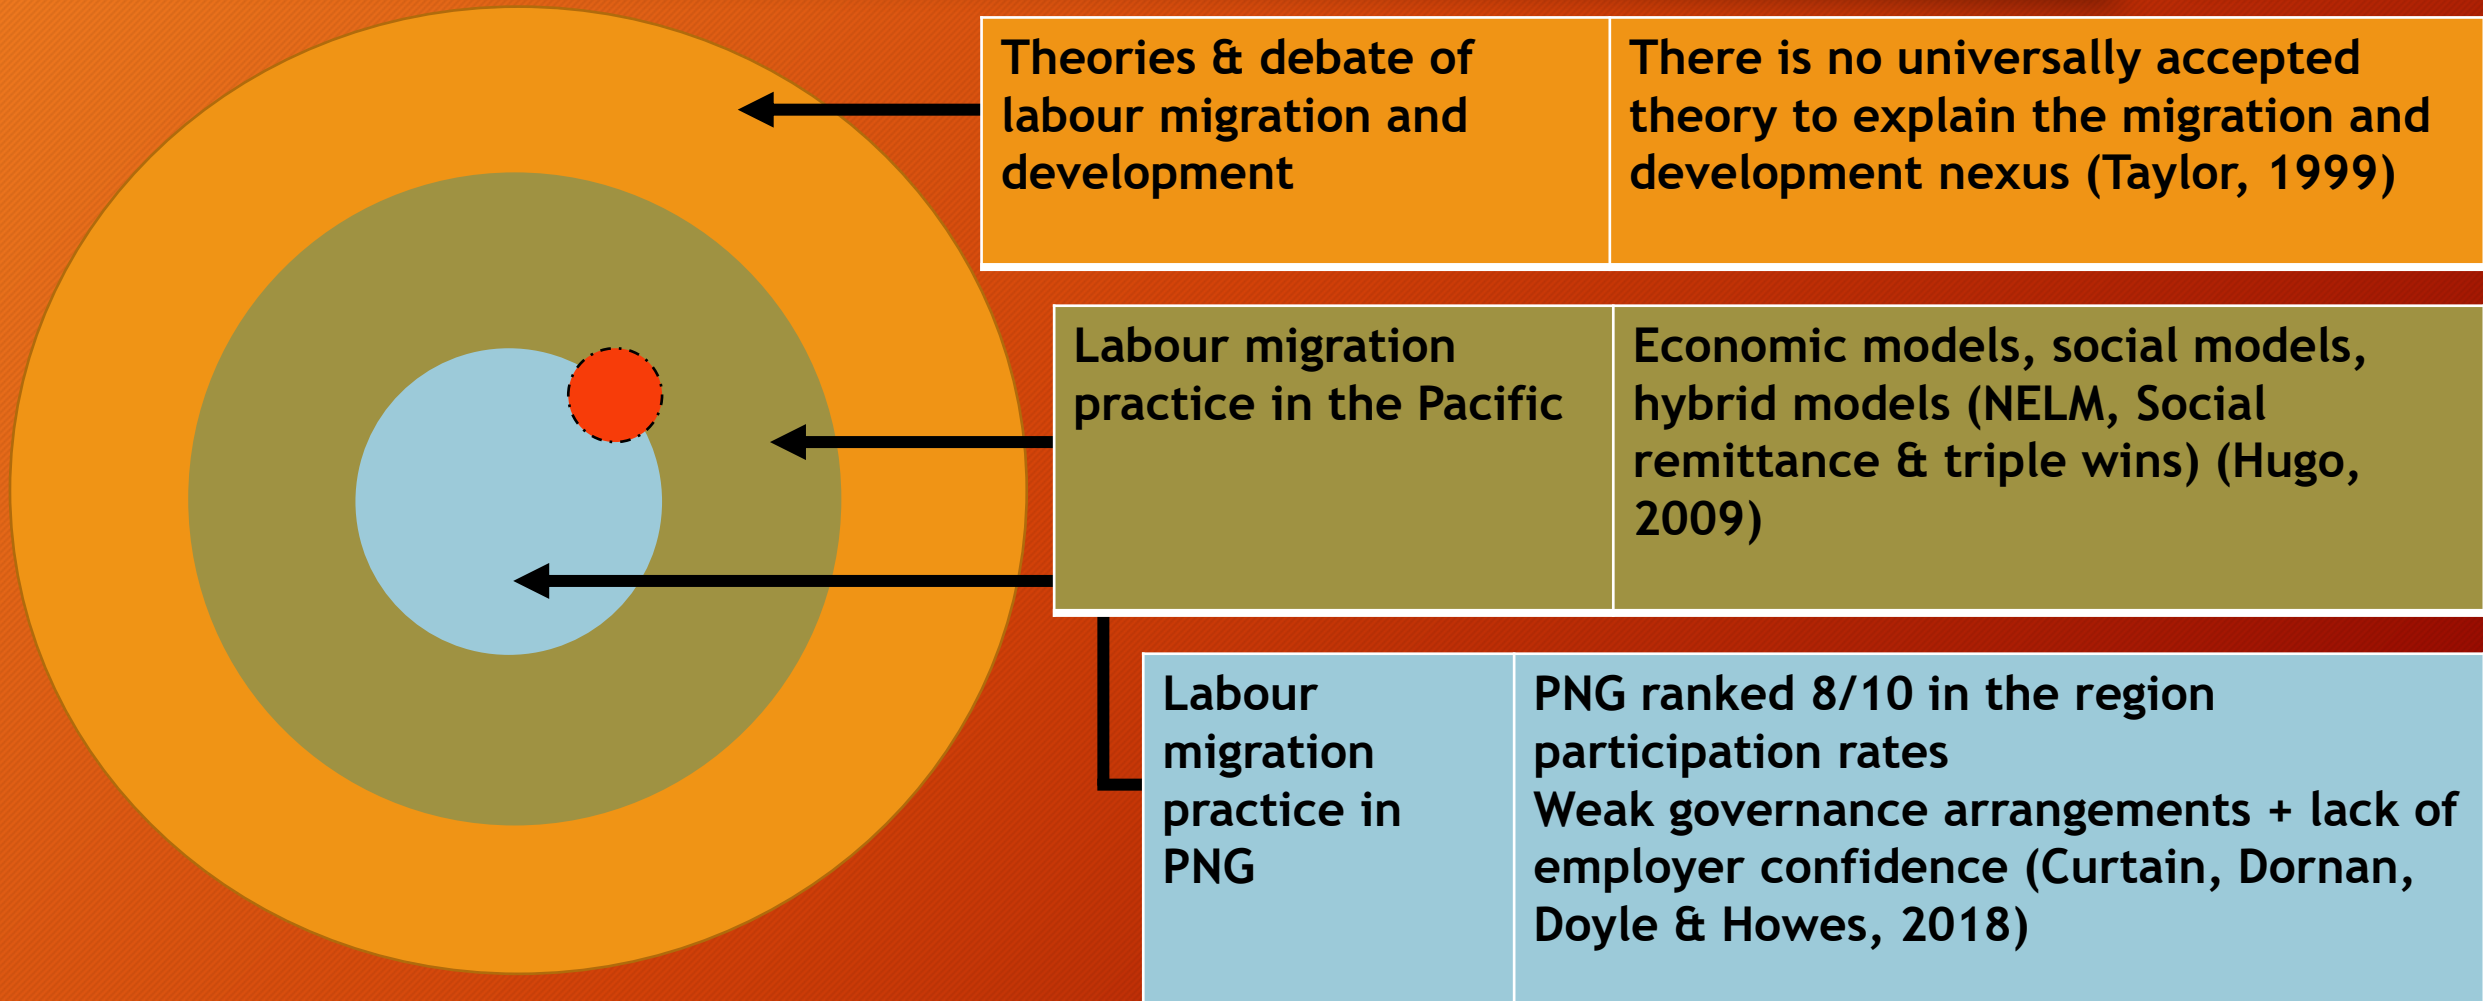 Theories & debate of
labour migration and
development
There is no universally accepted
theory to explain the migration and
development nexus (Taylor, 1999)
Labour migration
practice in the Pacific
Economic models, social models,
hybrid models (NELM, Social
remittance & triple wins) (Hugo,
2009)
Labour
migration
practice in
PNG
PNG ranked 8/10 in the region
participation rates
Weak governance arrangements + lack of
employer confidence (Curtain, Dornan,
Doyle & Howes, 2018)